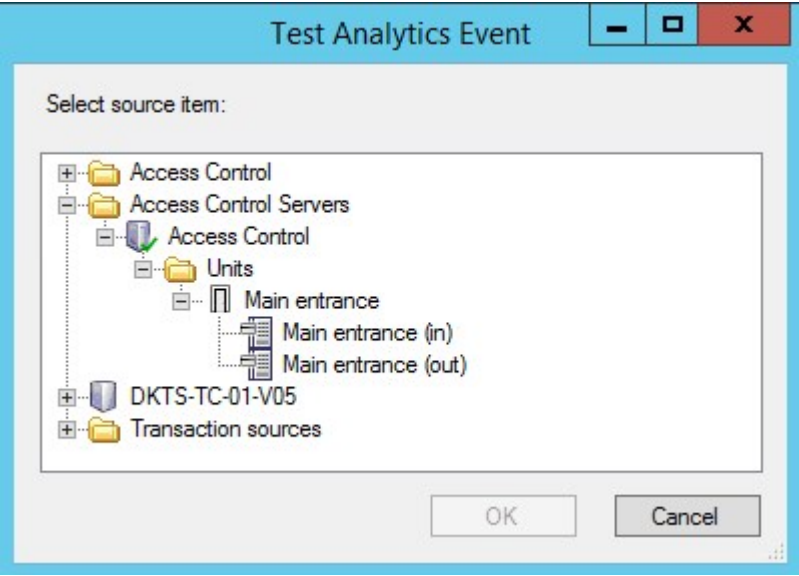 Test Analytics Event
Select source item:
Access Control
Access Control Servers
Access Control
Units
Main entrance
Main entrance (in)
Main entrance (out)
DKTS-TC-01-V05
Transaction sources
OK
Cancel